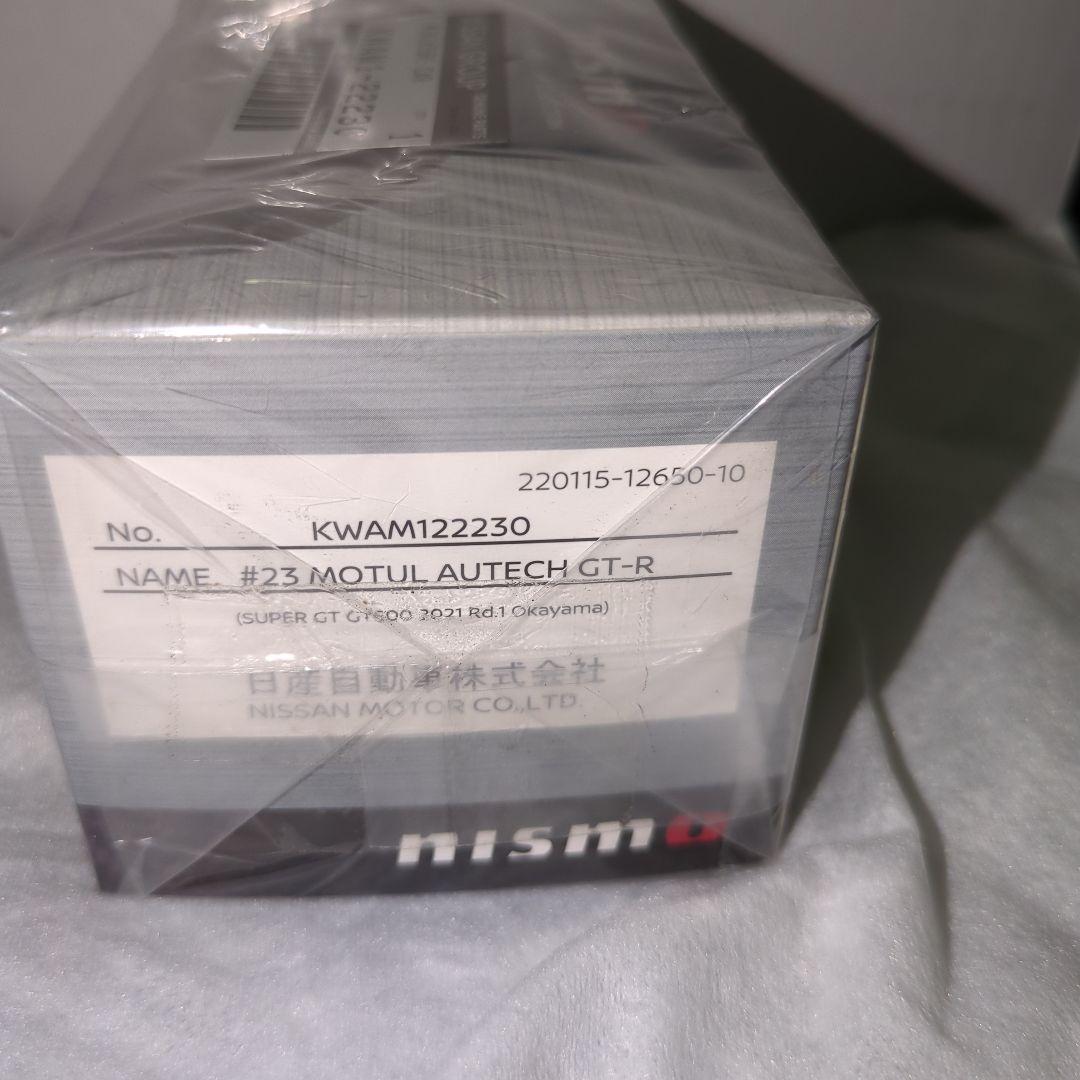 1
220115-12650-10
No. KWAM122230
NAME. #23 MOTUL AUTECH GT-R
(SUPER GT GT500 2021 Rd.1 Okayama)
日産自動車株式会社
NISSAN MOTOR CO.,LTD.
nismo